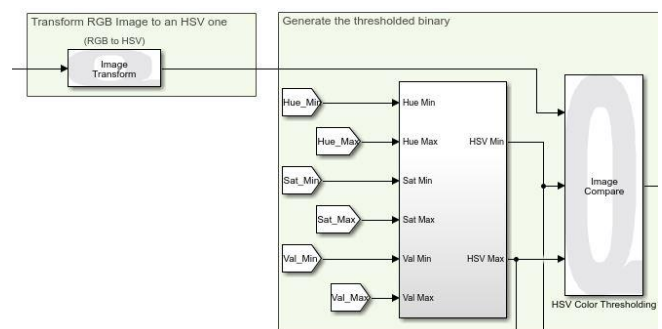 Transform RGB Image to an HSV one
(RGB to HSV)
Image
Transform
Generate the thresholded binary
Hue_Min
Hue_Max
Sat_Min
Sat_Max
Val_Min
Val_Max
Hue Min
Hue Max
Sat Min
Sat Max
Val Min
Val Max
HSV Min
HSV Max
Image
Compare
HSV Color Thresholding